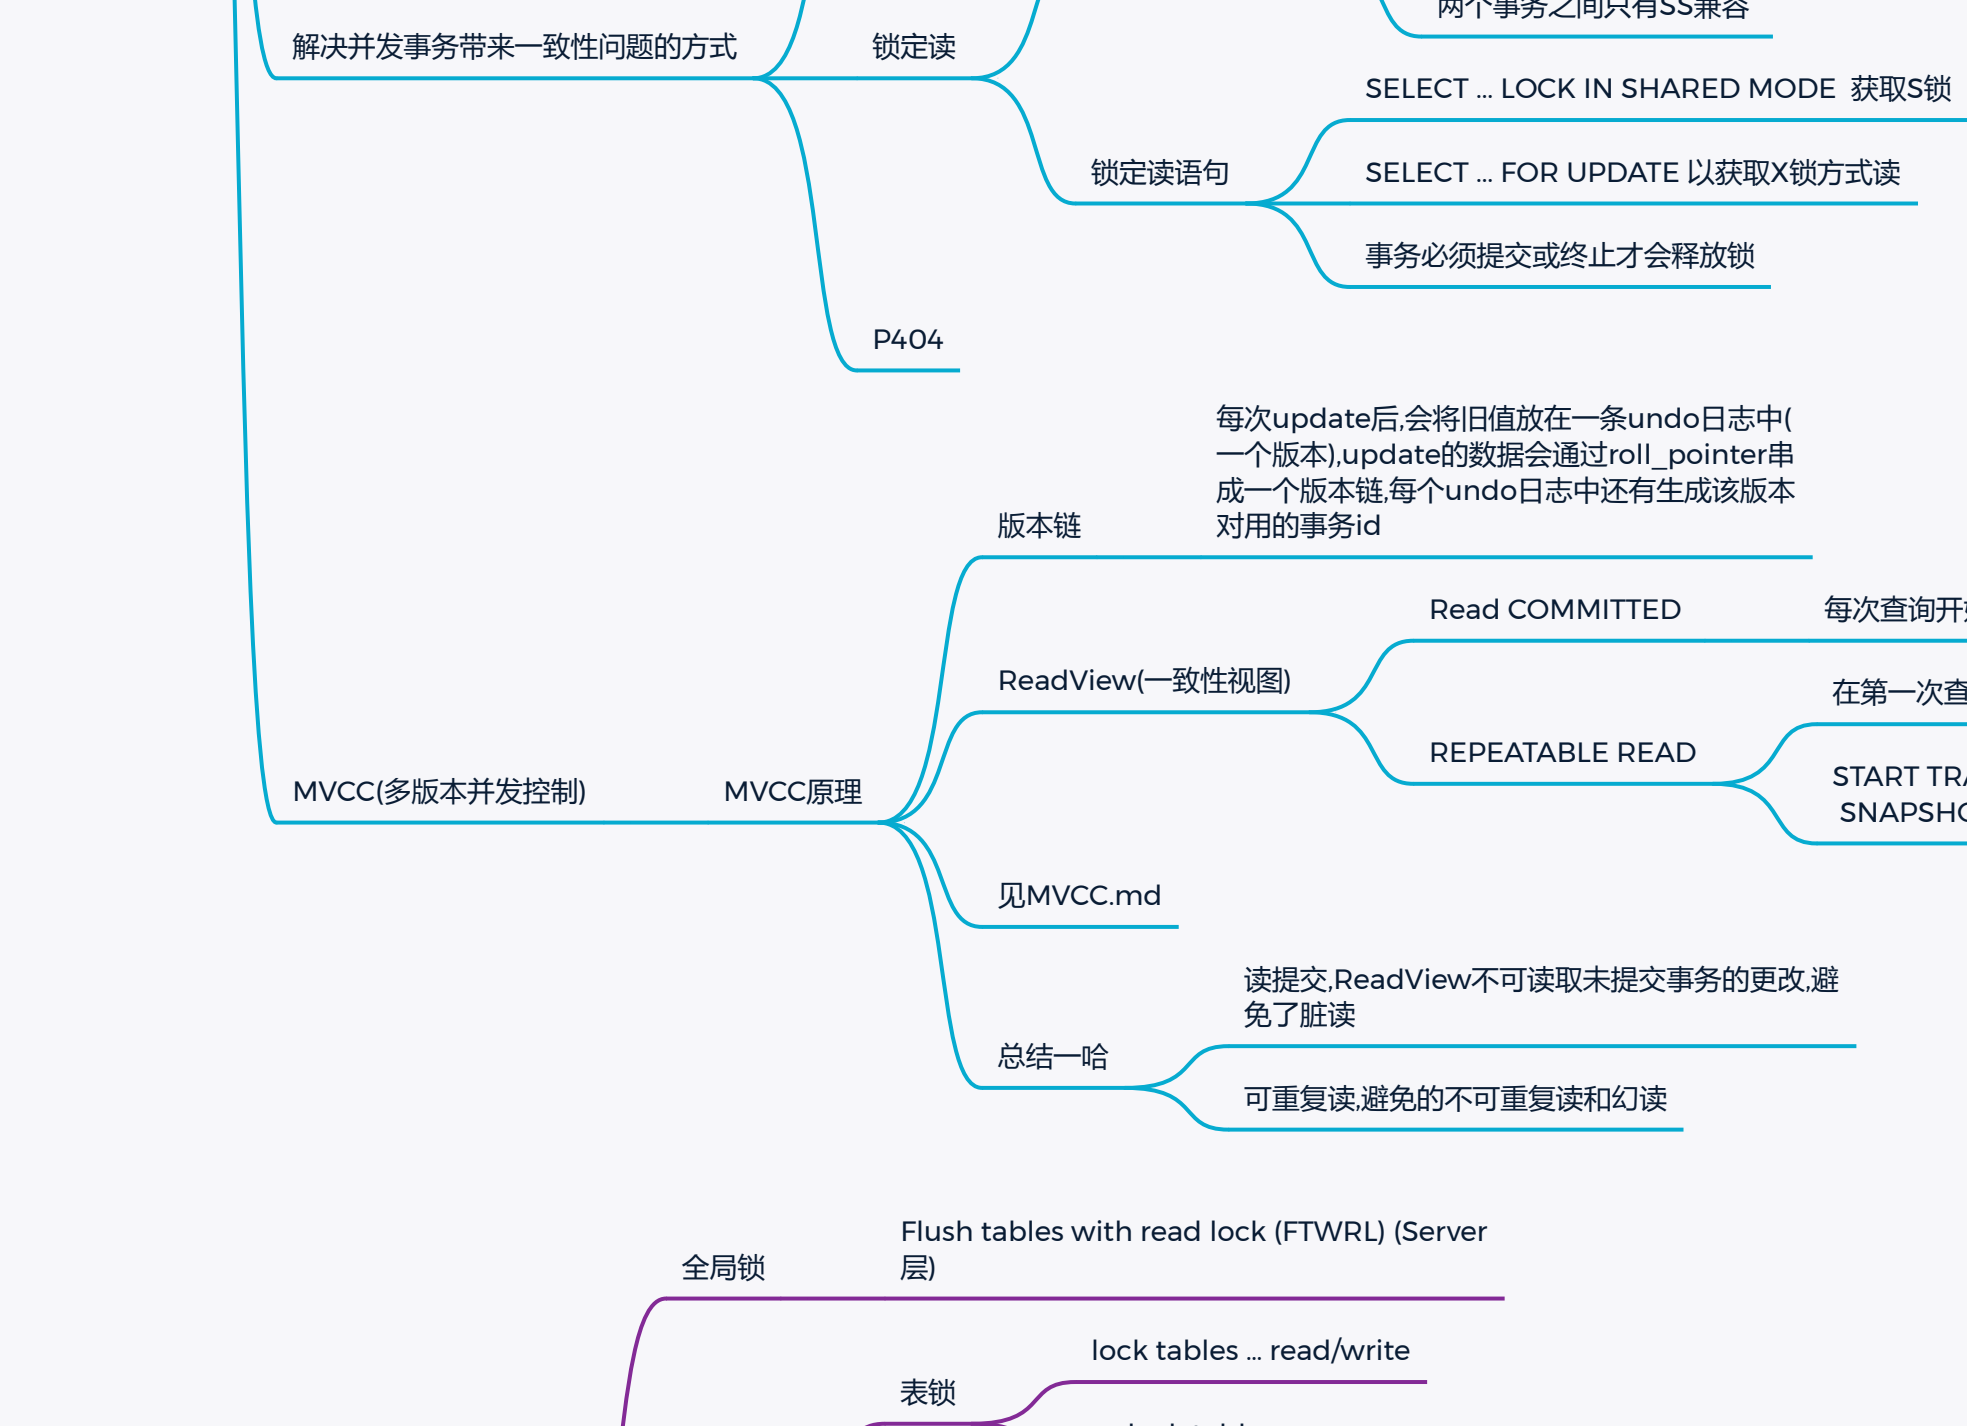 两个事务之间只有SS兼容
解决并发事务带来一致性问题的方式
锁定读
SELECT ... LOCK IN SHARED MODE 获取S锁
锁定读语句
SELECT ... FOR UPDATE 以获取X锁方式读
事务必须提交或终止才会释放锁
P404
每次update后,会将旧值放在一条undo日志中(
一个版本),update的数据会通过roll_pointer串
成一个版本链,每个undo日志中还有生成该版本
对用的事务id
版本链
Read COMMITTED
每次查询开
ReadView(一致性视图)
在第一次查
REPEATABLE READ
START TRA
SNAPSHO
MVCC(多版本并发控制)
MVCC原理
见MVCC.md
读提交,ReadView不可读取未提交事务的更改,避
免了脏读
总结一哈
可重复读,避免的不可重复读和幻读
Flush tables with read lock (FTWRL) (Server
层)
全局锁
lock tables ... read/write
表锁